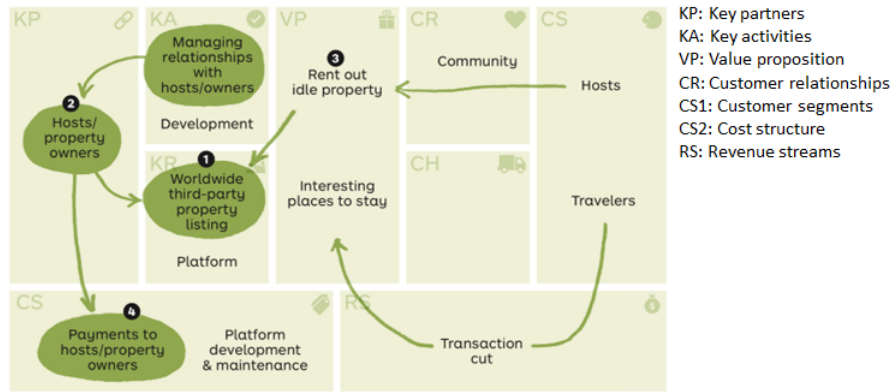 KP
KA
VP
CR
CS
Managing
relationships
with
hosts/owners
Development
2
Hosts/
property
owners
KR
1
Worldwide
third-party
property
listing
Platform
3
Rent out
idle property
Interesting
places to stay
Community
CH
Hosts
Travelers
CS
4
Payments to
hosts/property
owners
Platform
development
& maintenance
RS
Transaction
cut
KP: Key partners
KA: Key activities
VP: Value proposition
CR: Customer relationships
CS1: Customer segments
CS2: Cost structure
RS: Revenue streams